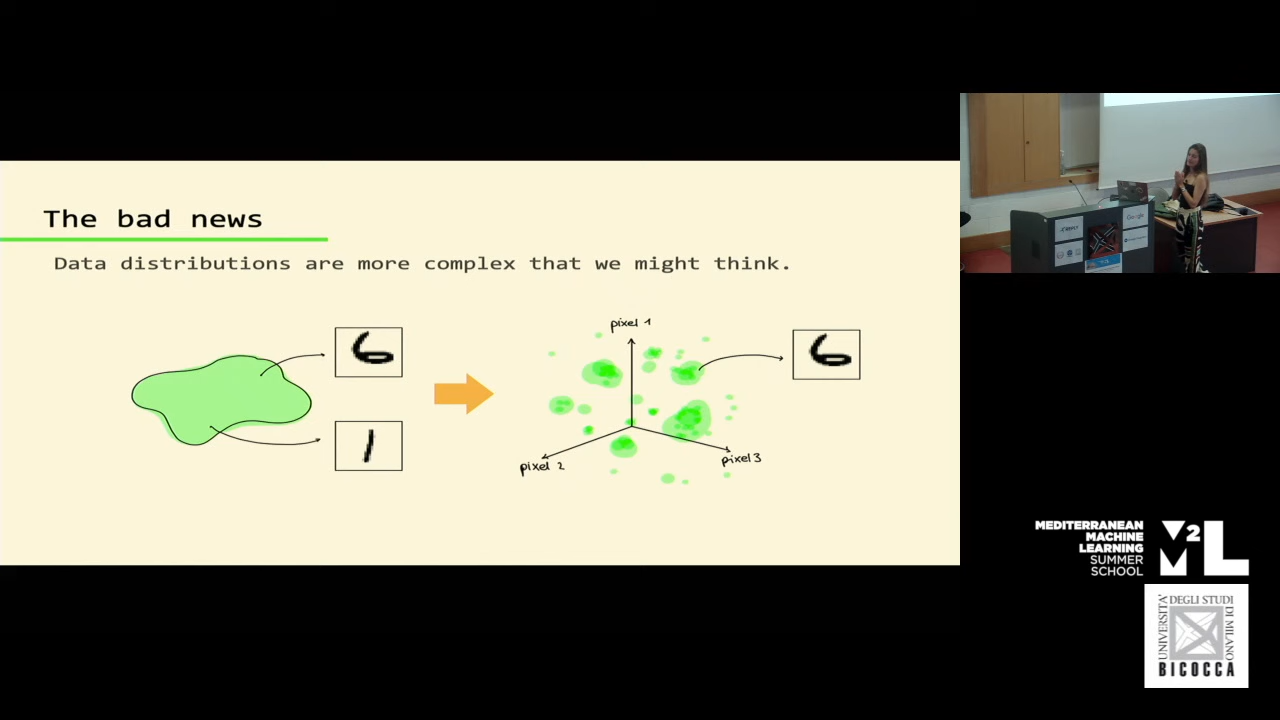 The bad news
Data distributions are more complex that we might think.
6
1
pixel 1
pixel 2
pixel 3
6
Google
MEDITERRANEAN
MACHINE
LEARNING
SUMMER
SCHOOL
M2L
UNIVERSITÀ
DEGLI STUDI
DI MILANO
BICOCCA